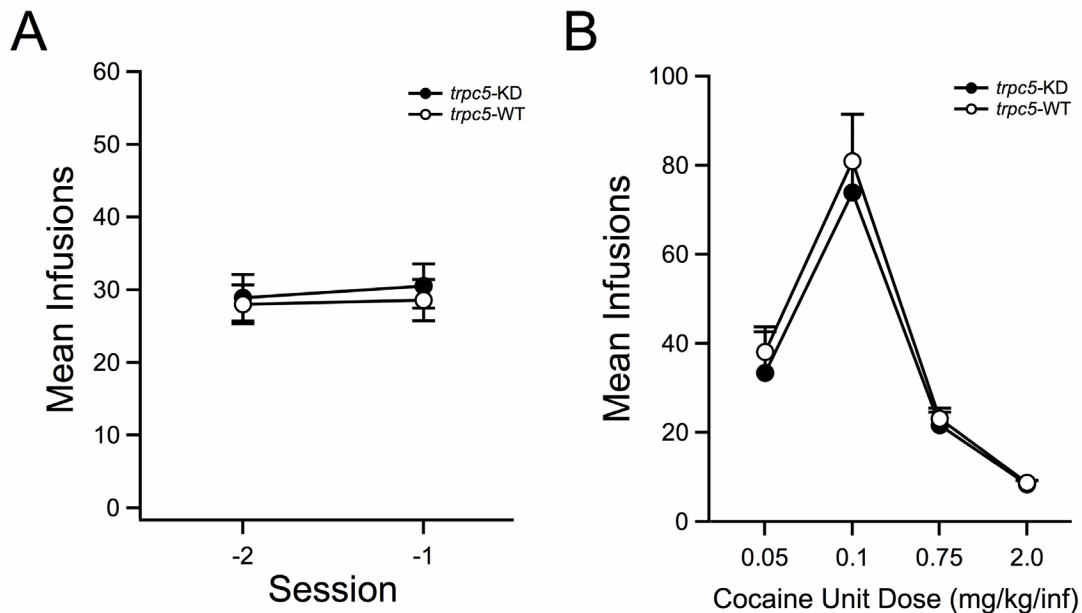 A
60
50
40
30
20
10
0
Mean Infusions
trpc5-KD
trpc5-WT
-2
-1
Session
B
100
80
60
40
20
0
Mean Infusions
trpc5-KD
trpc5-WT
0.05
0.1
0.75
2.0
Cocaine Unit Dose (mg/kg/inf)